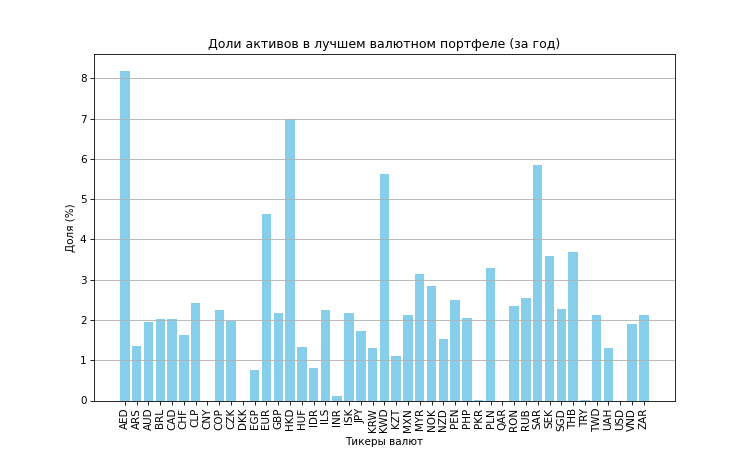 Доли активов в лучшем валютном портфеле (за год)
Доля (%)
8
7
6
5
4
3
2
1
0
AED ARS AUD BRL CAD CHF CLP CNY COP CZK DKK EGP EUR GBP HKD HUF IDR ILS INR ISK JPY KRW KWD KZT MXN MYR NOK NZD PEN PHP PKR PLN QAR RON RUB SAR SEK SGD THB TRY TWD UAH USD VND ZAR
Тикеры валют